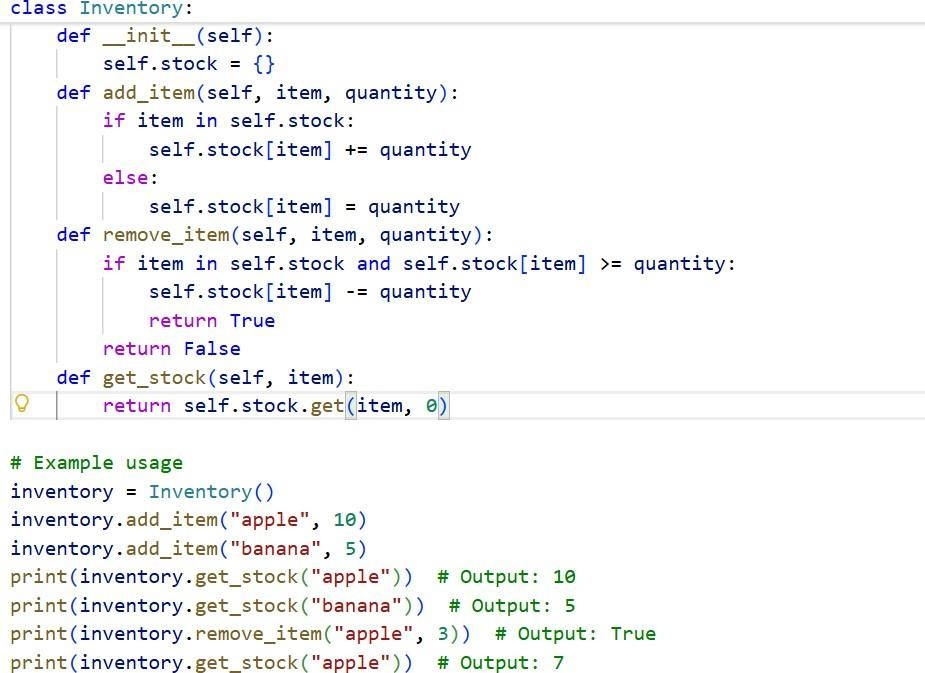 class Inventory:
    def __init__(self):
        self.stock = {}
    def add_item(self, item, quantity):
        if item in self.stock:
            self.stock[item] += quantity
        else:
            self.stock[item] = quantity
    def remove_item(self, item, quantity):
        if item in self.stock and self.stock[item] >= quantity:
            self.stock[item] -= quantity
            return True
        return False
    def get_stock(self, item):
        return self.stock.get(item, 0)

# Example usage
inventory = Inventory()
inventory.add_item("apple", 10)
inventory.add_item("banana", 5)
print(inventory.get_stock("apple"))  # Output: 10
print(inventory.get_stock("banana"))  # Output: 5
print(inventory.remove_item("apple", 3))  # Output: True
print(inventory.get_stock("apple"))  # Output: 7